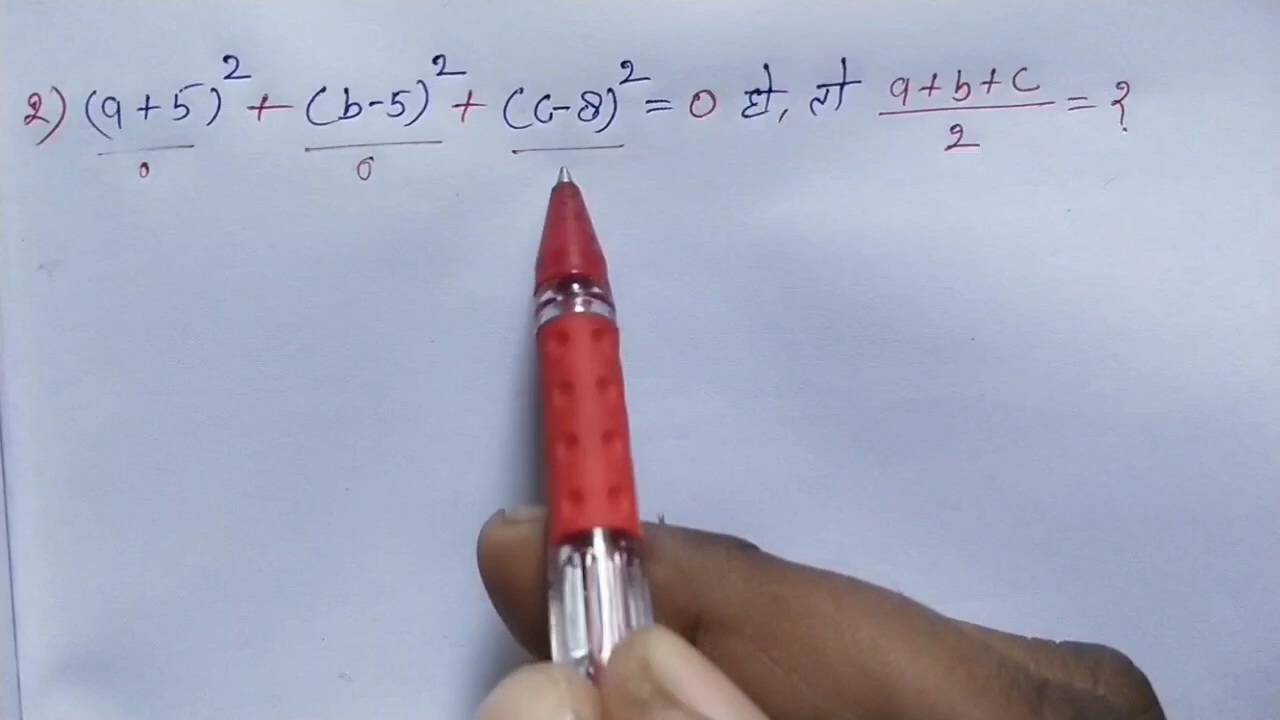 2) (a+5)² + (b-5)² + (c-8)² = 0 हो, तो (a+b+c)/2 = ?
0 0